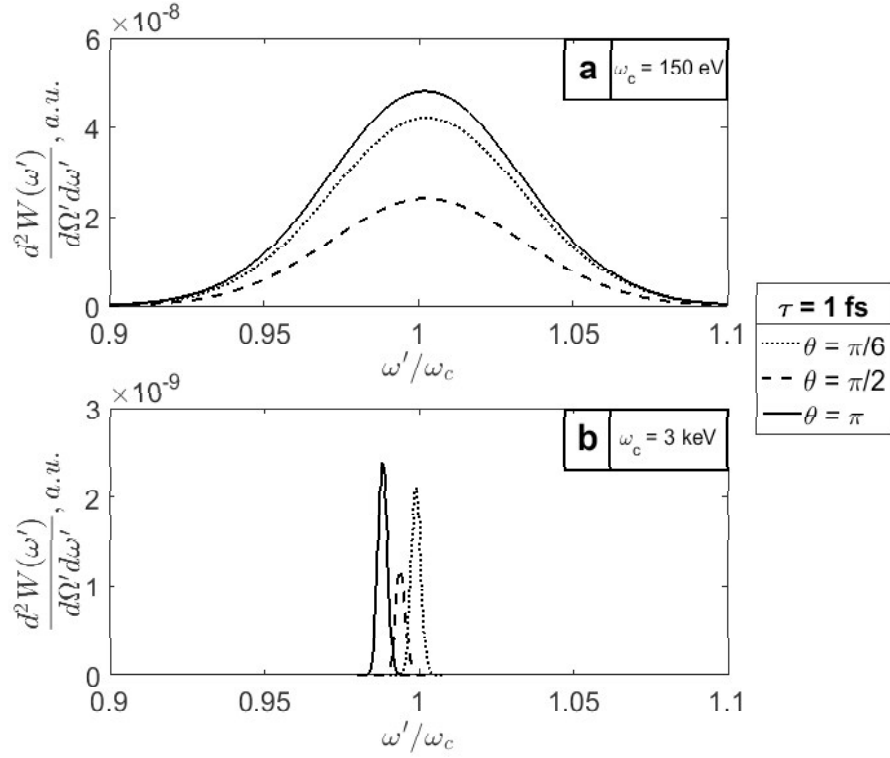 ×10⁻⁸
6
4
2
0
d²W(ω′)
dΩ′dω′
, a.u.
a
ω_c = 150 eV
0.9
0.95
1
1.05
1.1
ω′/ω_c
τ = 1 fs
θ = π/6
θ = π/2
θ = π
×10⁻⁹
3
2
1
0
d²W(ω′)
dΩ′dω′
, a.u.
b
ω_c = 3 keV
0.9
0.95
1
1.05
1.1
ω′/ω_c